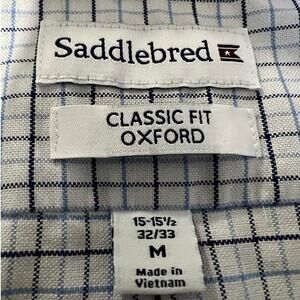 Saddlebred
CLASSIC FIT
OXFORD
15-15½
32/33
M
Made in
Vietnam